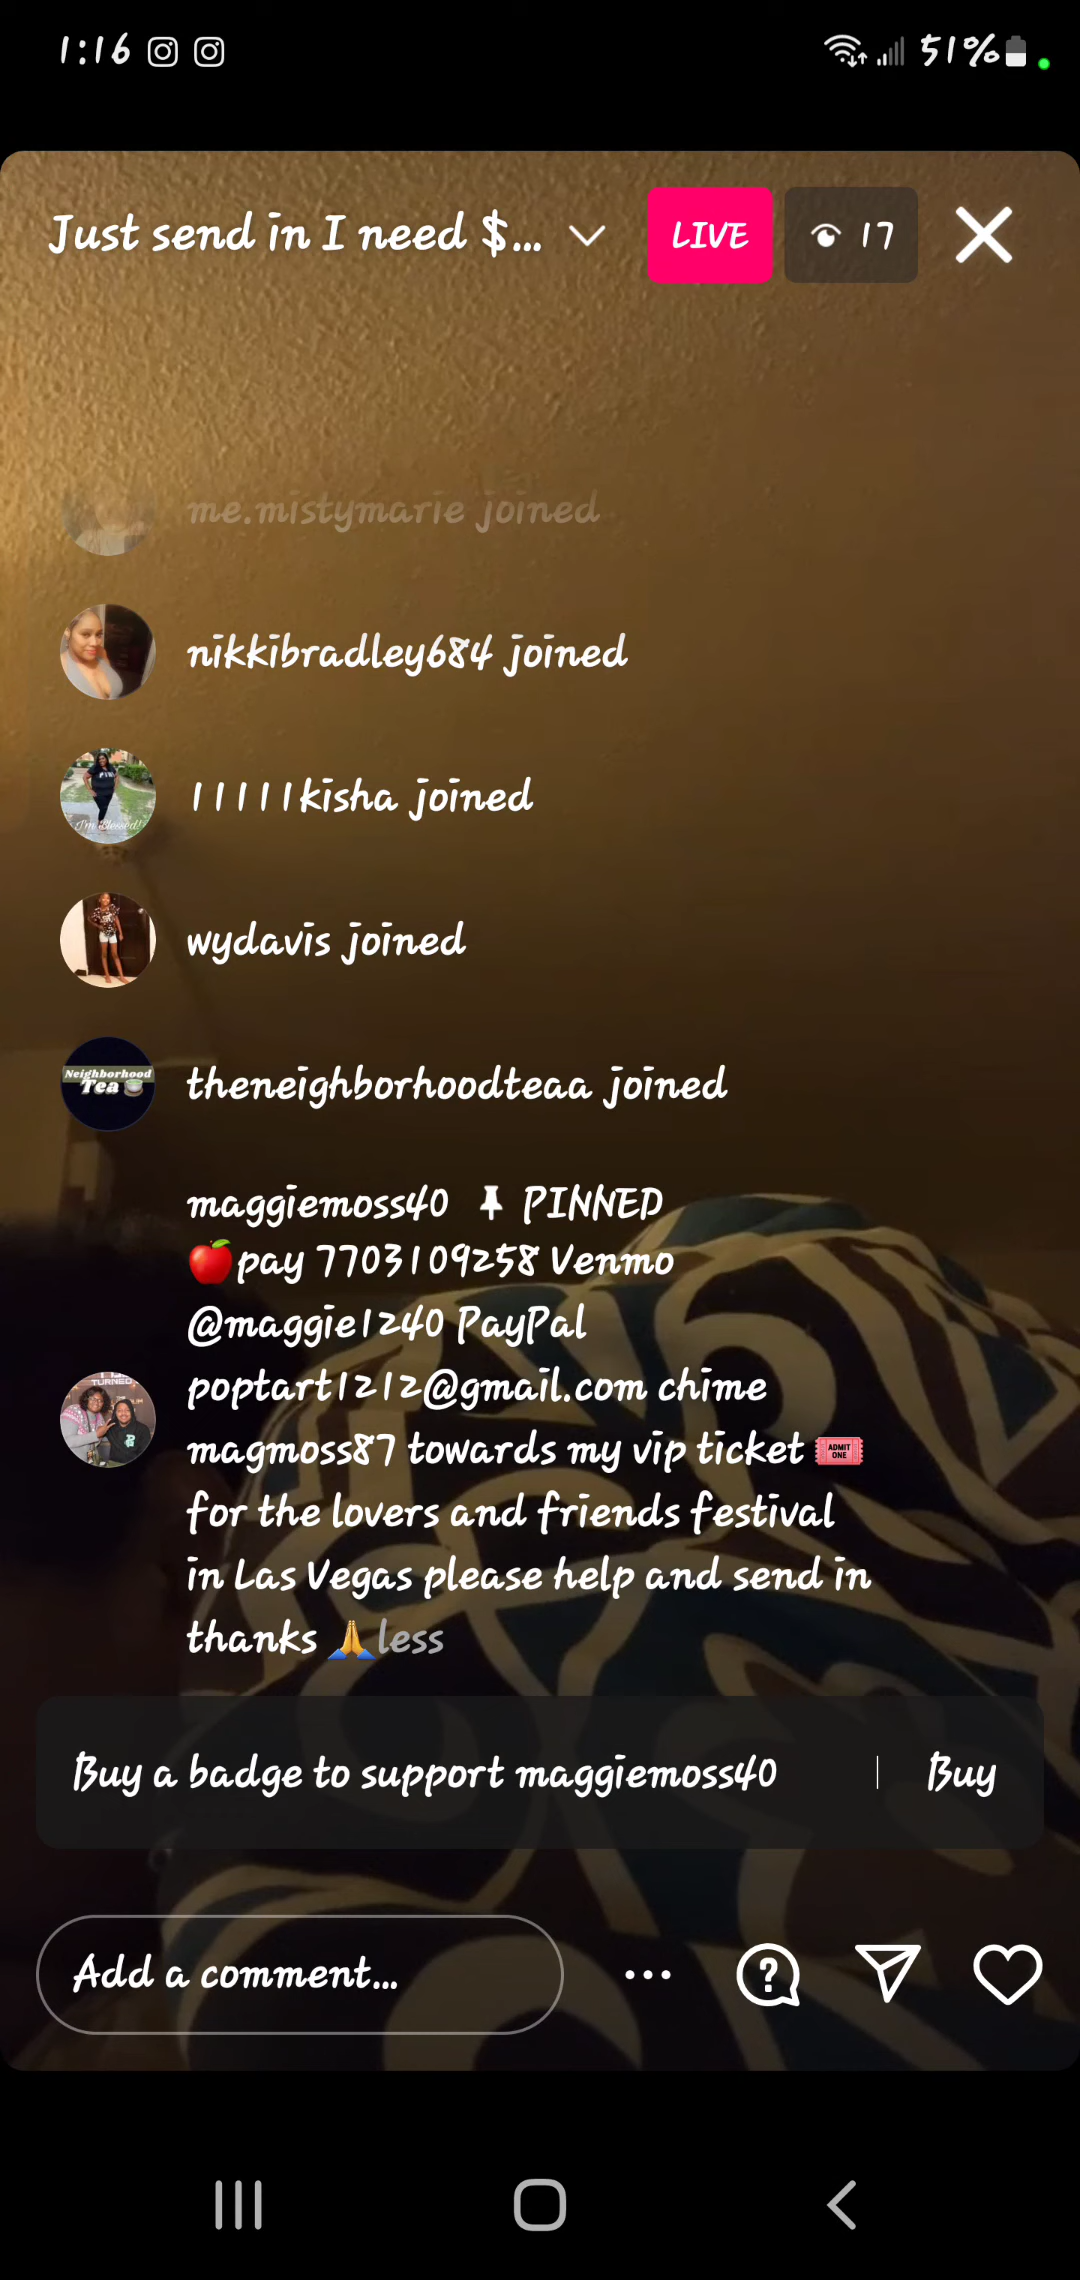 1:16 51%
Just send in I need $... LIVE 17
me.mistymarie joined
nikkibradley684 joined
I'm Blessed!
11111kisha joined
wydavis joined
Neighborhood
Tea
theneighborhoodteaa joined
maggiemoss40 📌 PINNED
🍎pay 7703109258 Venmo
@maggie1240 PayPal
poptart1212@gmail.com chime
TURNED
magmoss87 towards my vip ticket 🎟️
ADMIT
ONE
for the lovers and friends festival
in Las Vegas please help and send in
thanks 🙏less
Buy a badge to support maggiemoss40 | Buy
Add a comment...